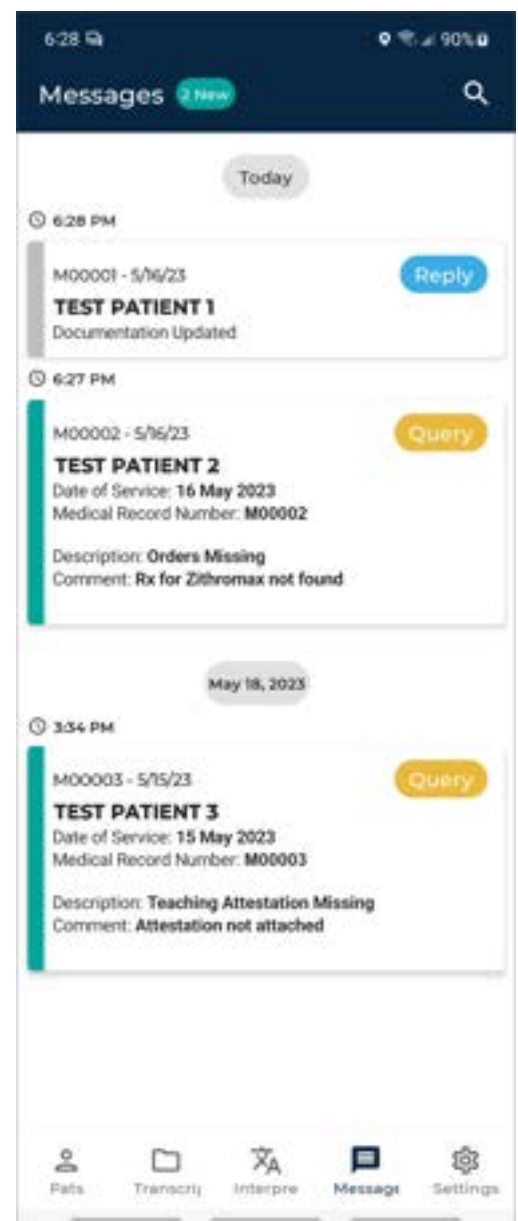 6:28 90%
Messages 2 New
Today
6:28 PM
M00001 - 5/16/23 Reply
TEST PATIENT 1
Documentation Updated
6:27 PM
M00002 - 5/16/23 Query
TEST PATIENT 2
Date of Service: 16 May 2023
Medical Record Number: M00002
Description: Orders Missing
Comment: Rx for Zithromax not found
May 18, 2023
3:34 PM
M00003 - 5/15/23 Query
TEST PATIENT 3
Date of Service: 15 May 2023
Medical Record Number: M00003
Description: Teaching Attestation Missing
Comment: Attestation not attached
Pats Transcrij Interpre Message Settings